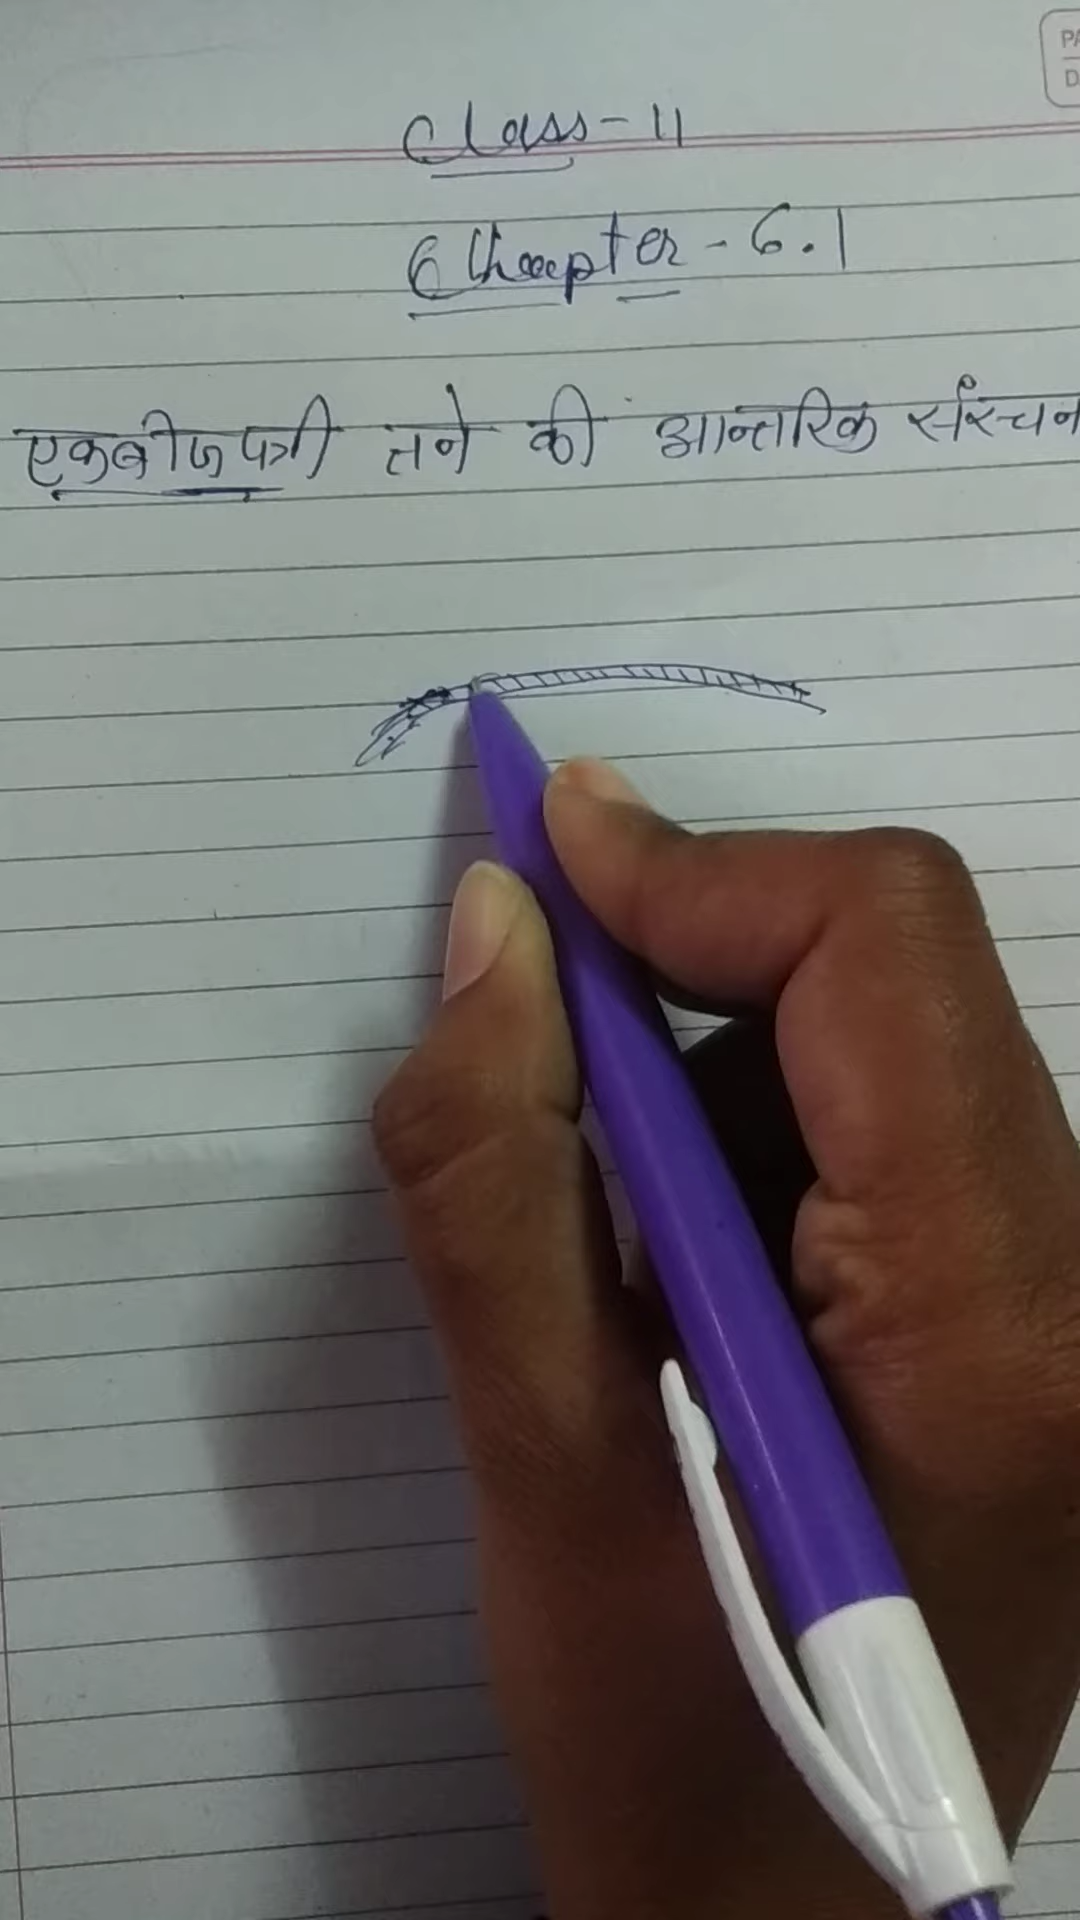 Class - 11
Chapter - 6.1
एकबीजपत्री तने की आन्तरिक संरचन